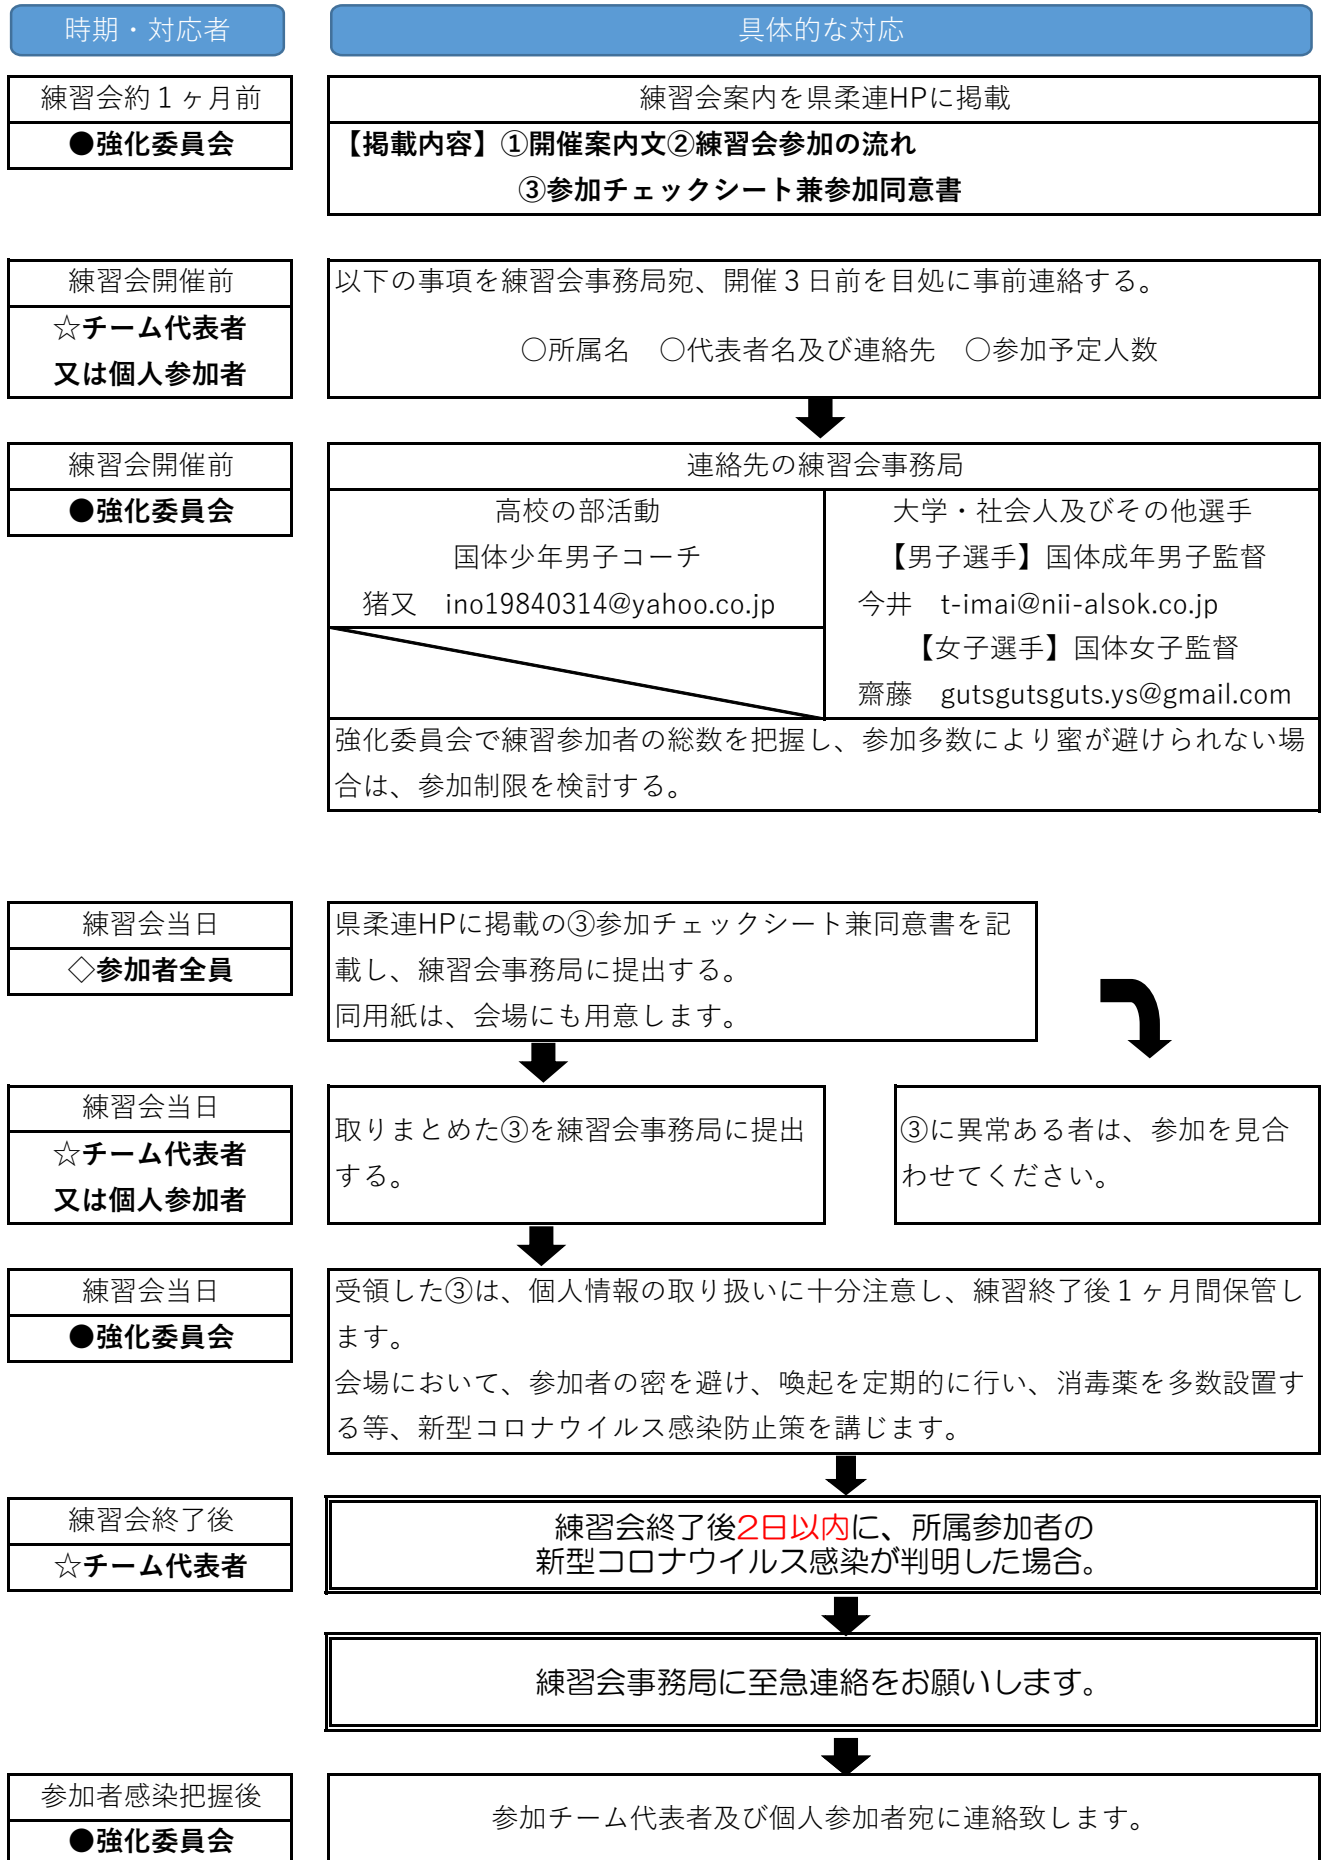 時期・対応者
具体的な対応
練習会約１ヶ月前
●強化委員会
練習会案内を県柔連HPに掲載
【掲載内容】①開催案内文②練習会参加の流れ
③参加チェックシート兼参加同意書
練習会開催前
☆チーム代表者
又は個人参加者
以下の事項を練習会事務局宛、開催３日前を目処に事前連絡する。
○所属名　○代表者名及び連絡先　○参加予定人数
練習会開催前
●強化委員会
連絡先の練習会事務局
高校の部活動
国体少年男子コーチ
猪又　ino19840314@yahoo.co.jp
大学・社会人及びその他選手
【男子選手】国体成年男子監督
今井　t-imai@nii-alsok.co.jp
【女子選手】国体女子監督
齋藤　gutsgutsguts.ys@gmail.com
強化委員会で練習参加者の総数を把握し、参加多数により蜜が避けられない場
合は、参加制限を検討する。
練習会当日
◇参加者全員
県柔連HPに掲載の③参加チェックシート兼同意書を記
載し、練習会事務局に提出する。
同用紙は、会場にも用意します。
練習会当日
☆チーム代表者
又は個人参加者
取りまとめた③を練習会事務局に提出
する。
③に異常ある者は、参加を見合
わせてください。
練習会当日
●強化委員会
受領した③は、個人情報の取り扱いに十分注意し、練習終了後１ヶ月間保管し
ます。
会場において、参加者の密を避け、喚起を定期的に行い、消毒薬を多数設置す
る等、新型コロナウイルス感染防止策を講じます。
練習会終了後
☆チーム代表者
練習会終了後2日以内に、所属参加者の
新型コロナウイルス感染が判明した場合。
練習会事務局に至急連絡をお願いします。
参加者感染把握後
●強化委員会
参加チーム代表者及び個人参加者宛に連絡致します。